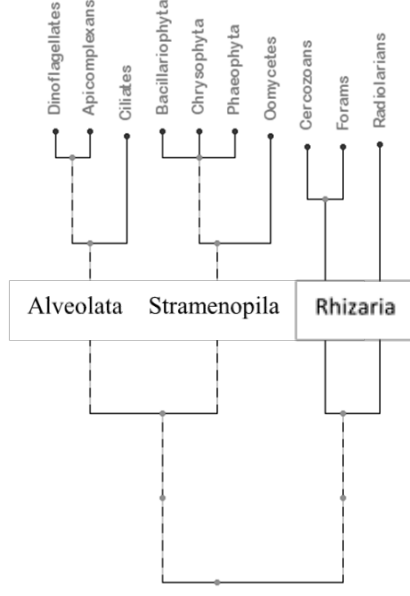 Dinoflagellates
Apicomplexans
Ciliates
Bacillariophyta
Chrysophyta
Phaeophyta
Oomycetes
Cercozoans
Forams
Radiolarians
Alveolata
Stramenopila
Rhizaria